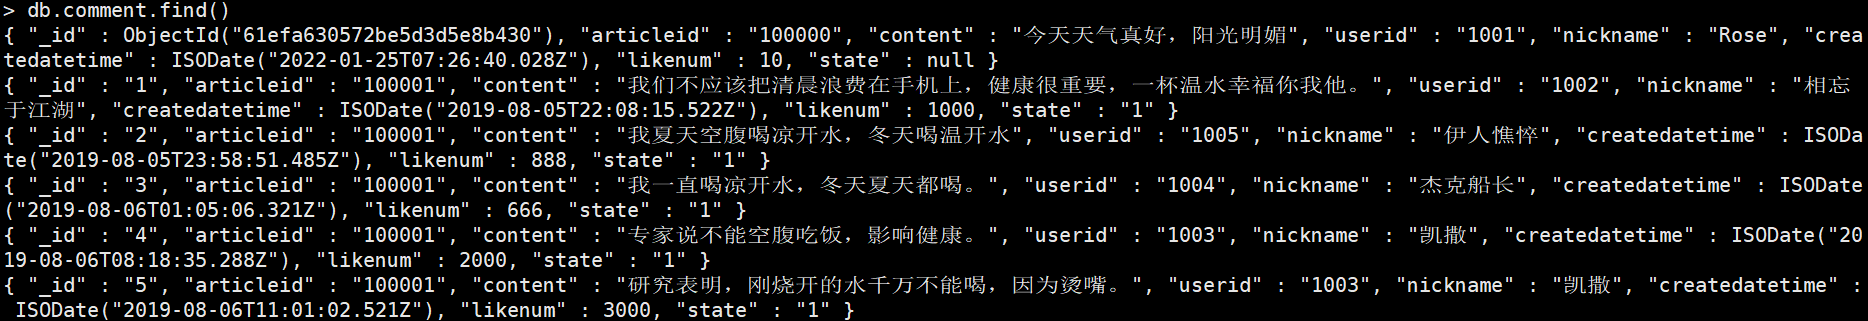 > db.comment.find()
{ "_id" : ObjectId("61efa630572be5d3d5e8b430"), "articleid" : "100000", "content" : "今天天气真好，阳光明媚", "userid" : "1001", "nickname" : "Rose", "crea
tedatetime" : ISODate("2022-01-25T07:26:40.028Z"), "likenum" : 10, "state" : null }
{ "_id" : "1", "articleid" : "100001", "content" : "我们不应该把清晨浪费在手机上，健康很重要，一杯温水幸福你我他。", "userid" : "1002", "nickname" : "相忘
于江湖", "createdatetime" : ISODate("2019-08-05T22:08:15.522Z"), "likenum" : 1000, "state" : "1" }
{ "_id" : "2", "articleid" : "100001", "content" : "我夏天空腹喝凉开水，冬天喝温开水", "userid" : "1005", "nickname" : "伊人憔悴", "createdatetime" : ISODa
te("2019-08-05T23:58:51.485Z"), "likenum" : 888, "state" : "1" }
{ "_id" : "3", "articleid" : "100001", "content" : "我一直喝凉开水，冬天夏天都喝。", "userid" : "1004", "nickname" : "杰克船长", "createdatetime" : ISODate
("2019-08-06T01:05:06.321Z"), "likenum" : 666, "state" : "1" }
{ "_id" : "4", "articleid" : "100001", "content" : "专家说不能空腹吃饭，影响健康。", "userid" : "1003", "nickname" : "凯撒", "createdatetime" : ISODate("20
19-08-06T08:18:35.288Z"), "likenum" : 2000, "state" : "1" }
{ "_id" : "5", "articleid" : "100001", "content" : "研究表明，刚烧开的水千万不能喝，因为烫嘴。", "userid" : "1003", "nickname" : "凯撒", "createdatetime" :
 ISODate("2019-08-06T11:01:02.521Z"), "likenum" : 3000, "state" : "1" }